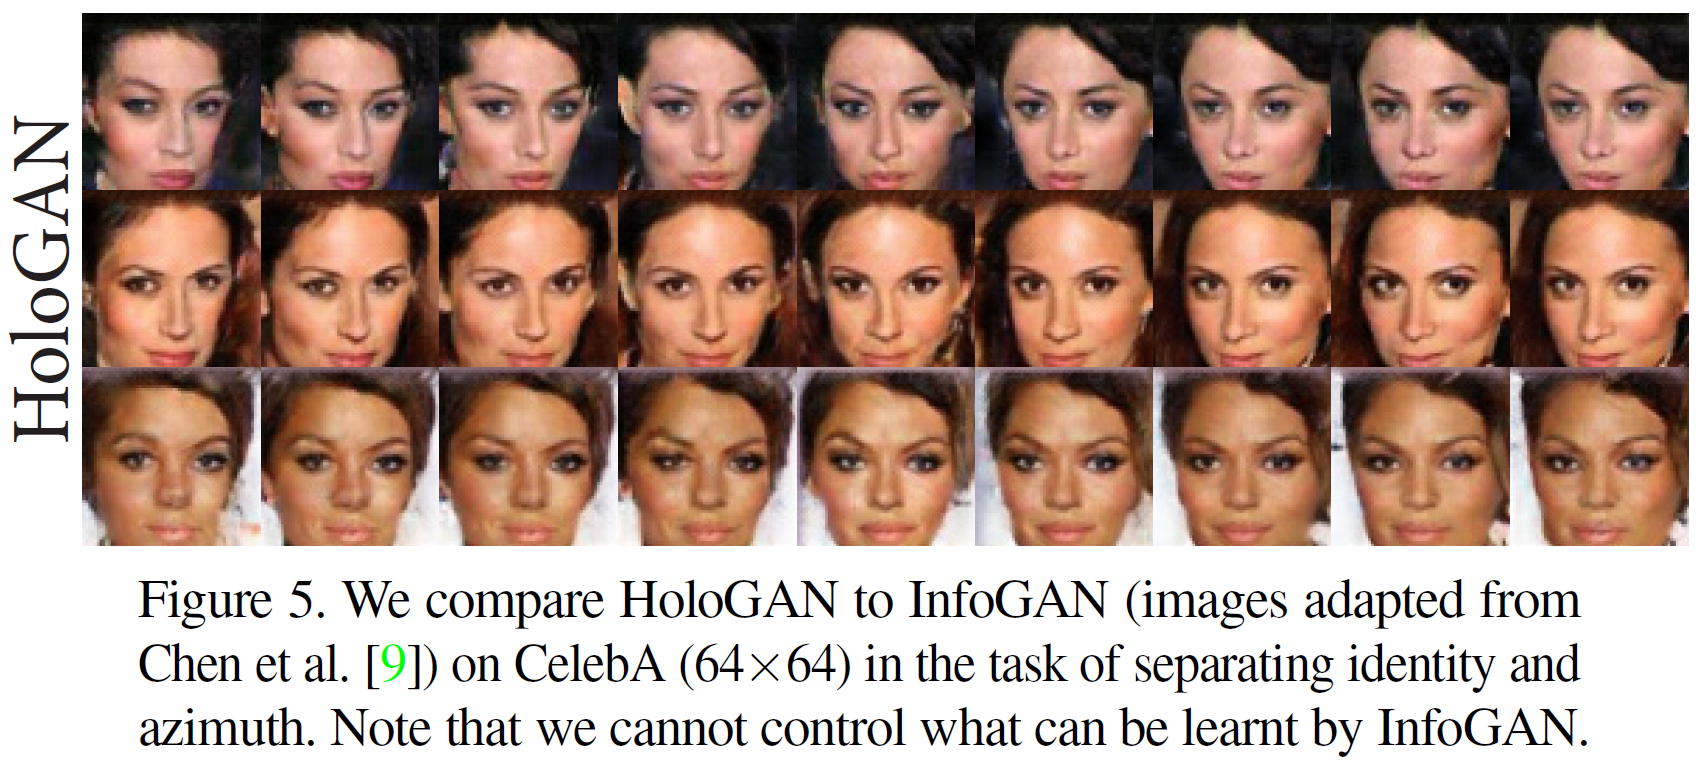 HoloGAN
Figure 5. We compare HoloGAN to InfoGAN (images adapted from
Chen et al. [9]) on CelebA (64×64) in the task of separating identity and
azimuth. Note that we cannot control what can be learnt by InfoGAN.